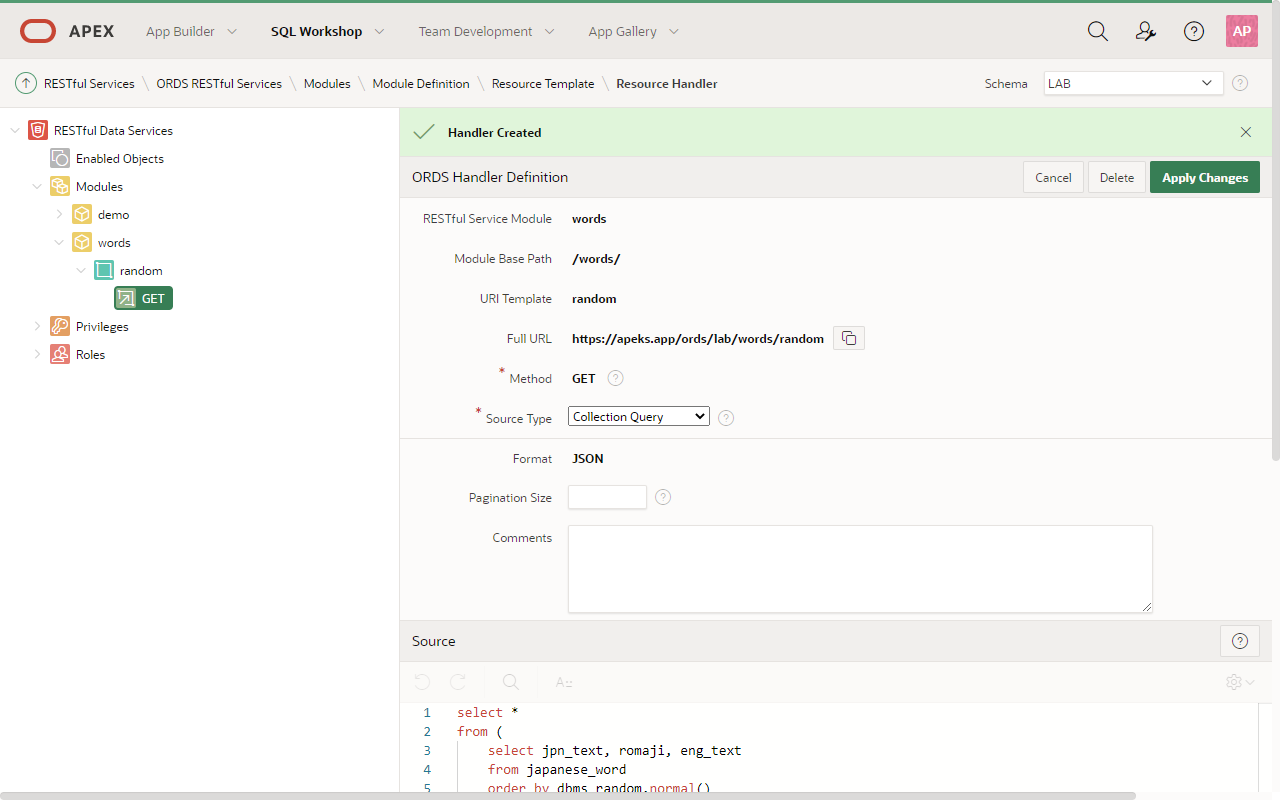 APEX App Builder SQL Workshop Team Development App Gallery AP
RESTful Services ORDS RESTful Services Modules Module Definition Resource Template Resource Handler Schema LAB
RESTful Data Services
Enabled Objects
Modules
demo
words
random
GET
Privileges
Roles
Handler Created
ORDS Handler Definition Cancel Delete Apply Changes
RESTful Service Module words
Module Base Path /words/
URI Template random
Full URL https://apeks.app/ords/lab/words/random
* Method GET
* Source Type Collection Query
Format JSON
Pagination Size
Comments
Source
1 select *
2 from (
3 select jpn_text, romaji, eng_text
4 from japanese_word
5 order by dbms_random.normal()